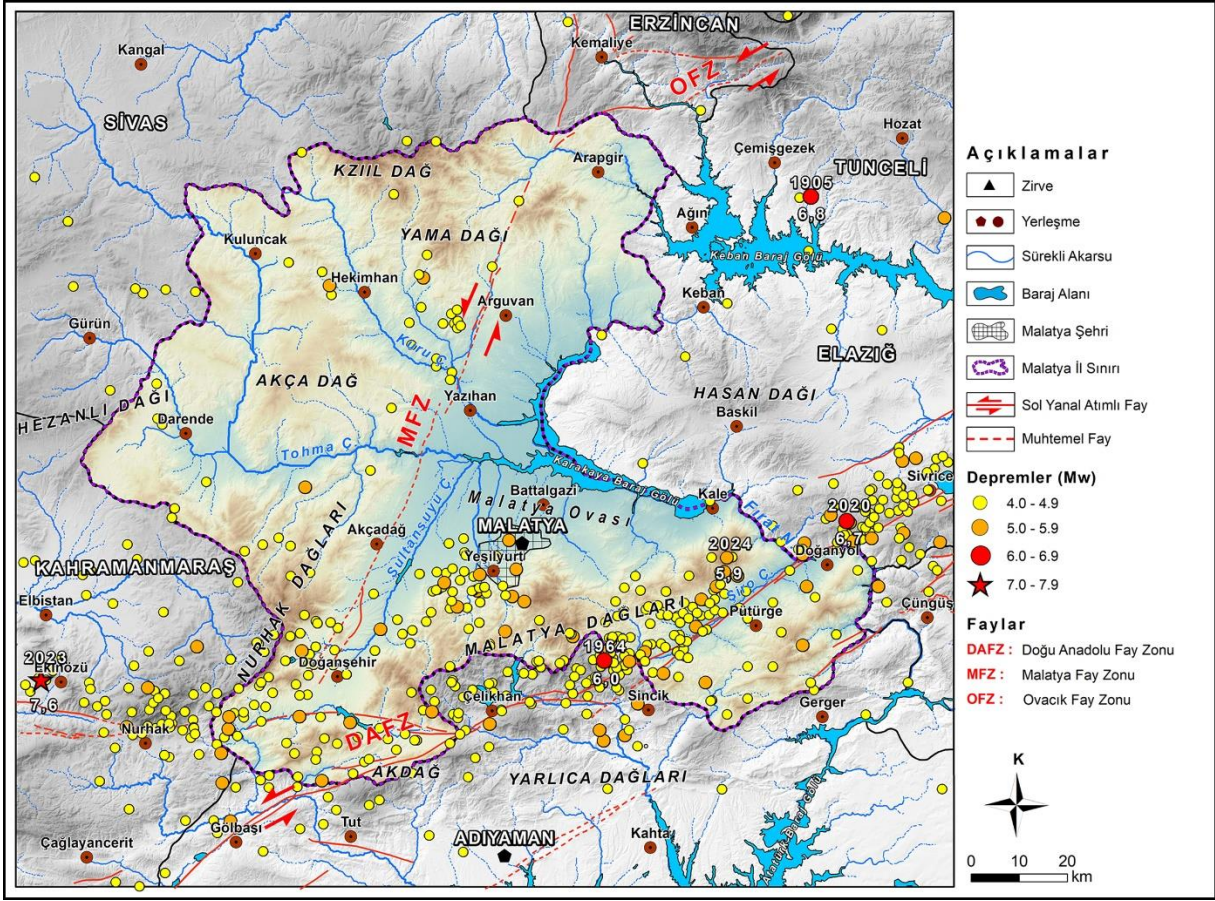 ERZİNCAN
Kemaliye
Kangal
OFZ
SİVAS
Hozat
Çemişgezek
TUNCELİ
Arapgir
KZIIL DAĞ
1905
6,8
Ağın
YAMA DAĞI
Kuluncak
Keban Baraj Gölü
Hekimhan
Keban
Arguvan
Gürün
Kuru Ç.
ELAZIĞ
AKÇA DAĞ
HASAN DAĞI
Yazıhan
HEZANLI DAĞI
Darende
MFZ
Baskil
Tohma Ç.
Karakaya Baraj Gölü
Sivrice
Battalgazi
Malatya Ovası
Kale
Fırat N.
2020
6,7
Sultansuyu Ç.
MALATYA
Akçadağ
Yeşilyurt
2024
5,9
Doğanyol
KAHRAMANMARAŞ
NURHAK DAĞLARI
Şiro Ç.
Elbistan
MALATYA DAĞLARI
Pütürge
Çüngüş
1964
6,0
2023
Ekinözü
7,6
Doğanşehir
Çelikhan
Sincik
Gerger
Nurhak
DAFZ
AKDAĞ
YARLICA DAĞLARI
Gölbaşı
Tut
ADIYAMAN
Kahta
Atatürk Baraj Gölü
Çağlayancerit
Açıklamalar
Zirve
Yerleşme
Sürekli Akarsu
Baraj Alanı
Malatya Şehri
Malatya İl Sınırı
Sol Yanal Atımlı Fay
Muhtemel Fay
Depremler (Mw)
4.0 - 4.9
5.0 - 5.9
6.0 - 6.9
7.0 - 7.9
Faylar
DAFZ : Doğu Anadolu Fay Zonu
MFZ : Malatya Fay Zonu
OFZ : Ovacık Fay Zonu
K
0 10 20
km